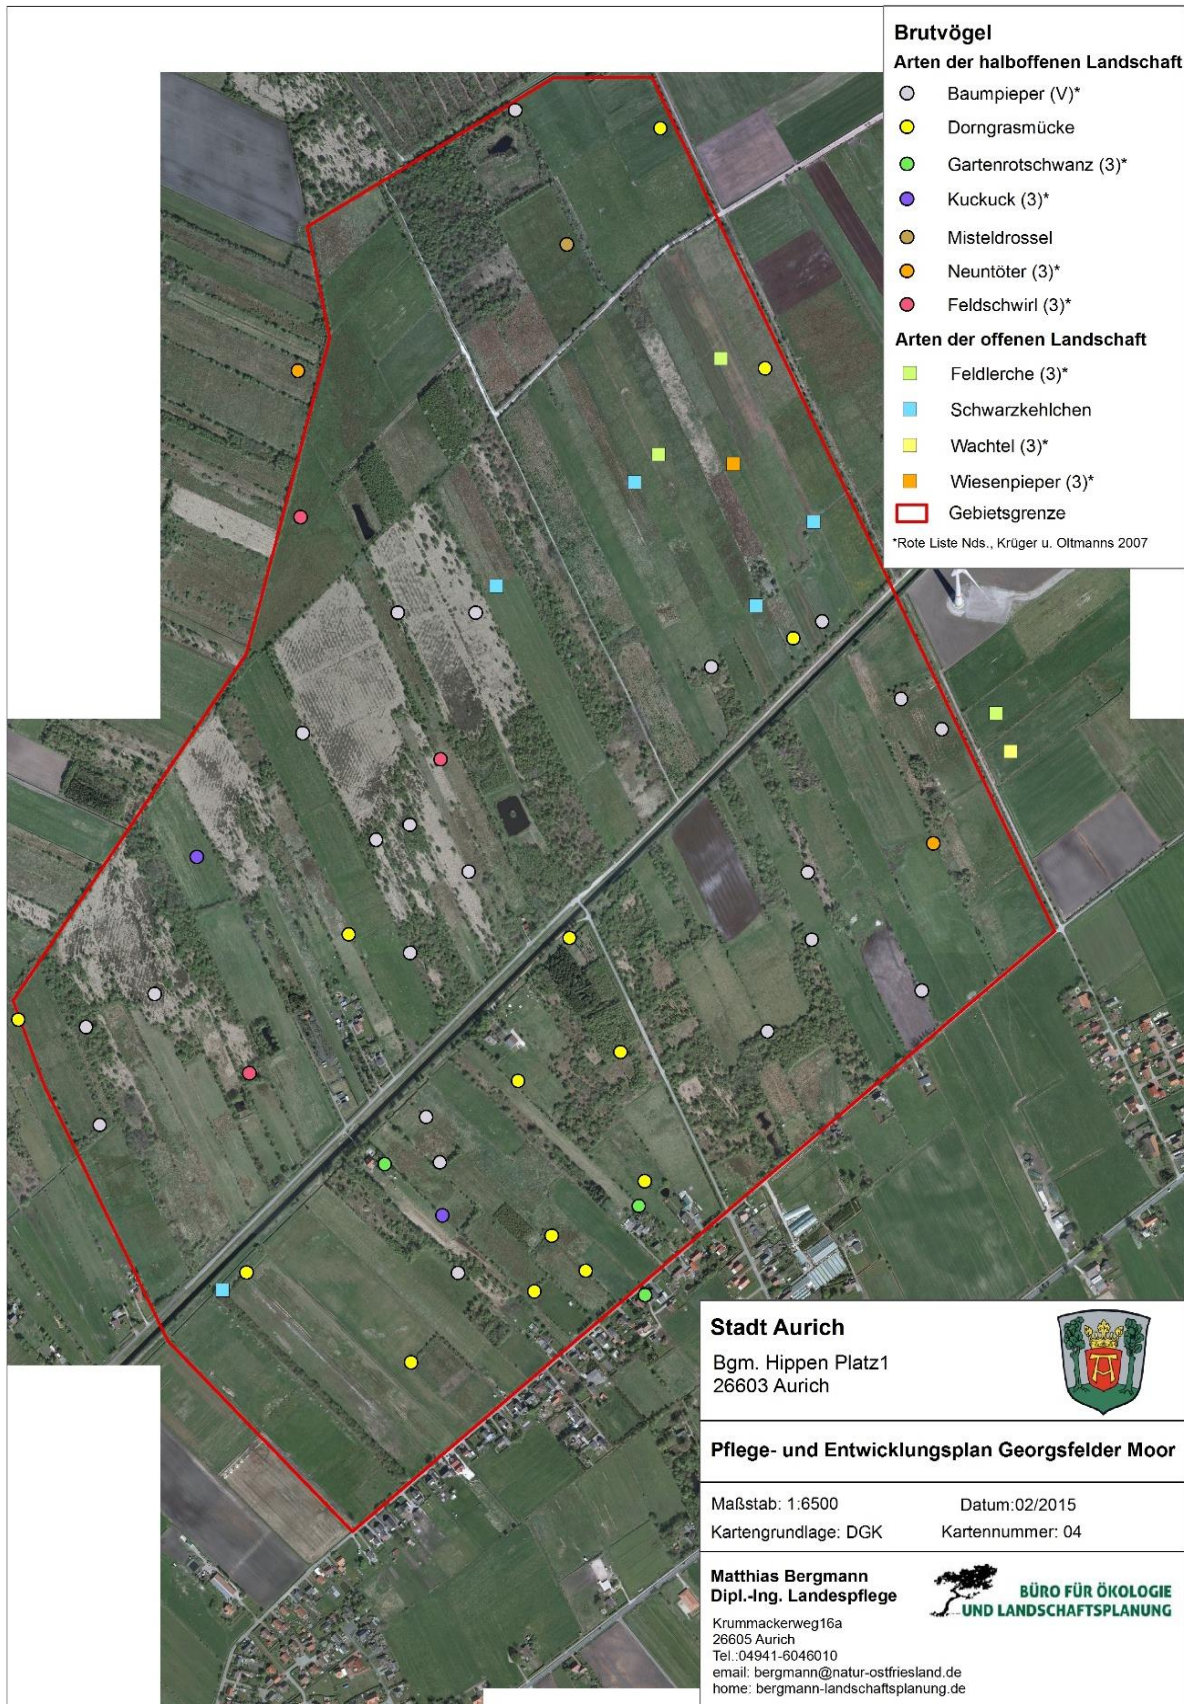 Brutvögel
Arten der halboffenen Landschaft
Baumpieper (V)*
Dorngrasmücke
Gartenrotschwanz (3)*
Kuckuck (3)*
Misteldrossel
Neuntöter (3)*
Feldschwirl (3)*
Arten der offenen Landschaft
Feldlerche (3)*
Schwarzkehlchen
Wachtel (3)*
Wiesenpieper (3)*
Gebietsgrenze
*Rote Liste Nds., Krüger u. Oltmanns 2007
Stadt Aurich
Bgm. Hippen Platz1
26603 Aurich
Pflege- und Entwicklungsplan Georgsfelder Moor
Maßstab: 1:6500
Datum:02/2015
Kartengrundlage: DGK
Kartennummer: 04
Matthias Bergmann
Dipl.-Ing. Landespflege
BÜRO FÜR ÖKOLOGIE
UND LANDSCHAFTSPLANUNG
Krummackerweg16a
26605 Aurich
Tel.:04941-6046010
email: bergmann@natur-ostfriesland.de
home: bergmann-landschaftsplanung.de